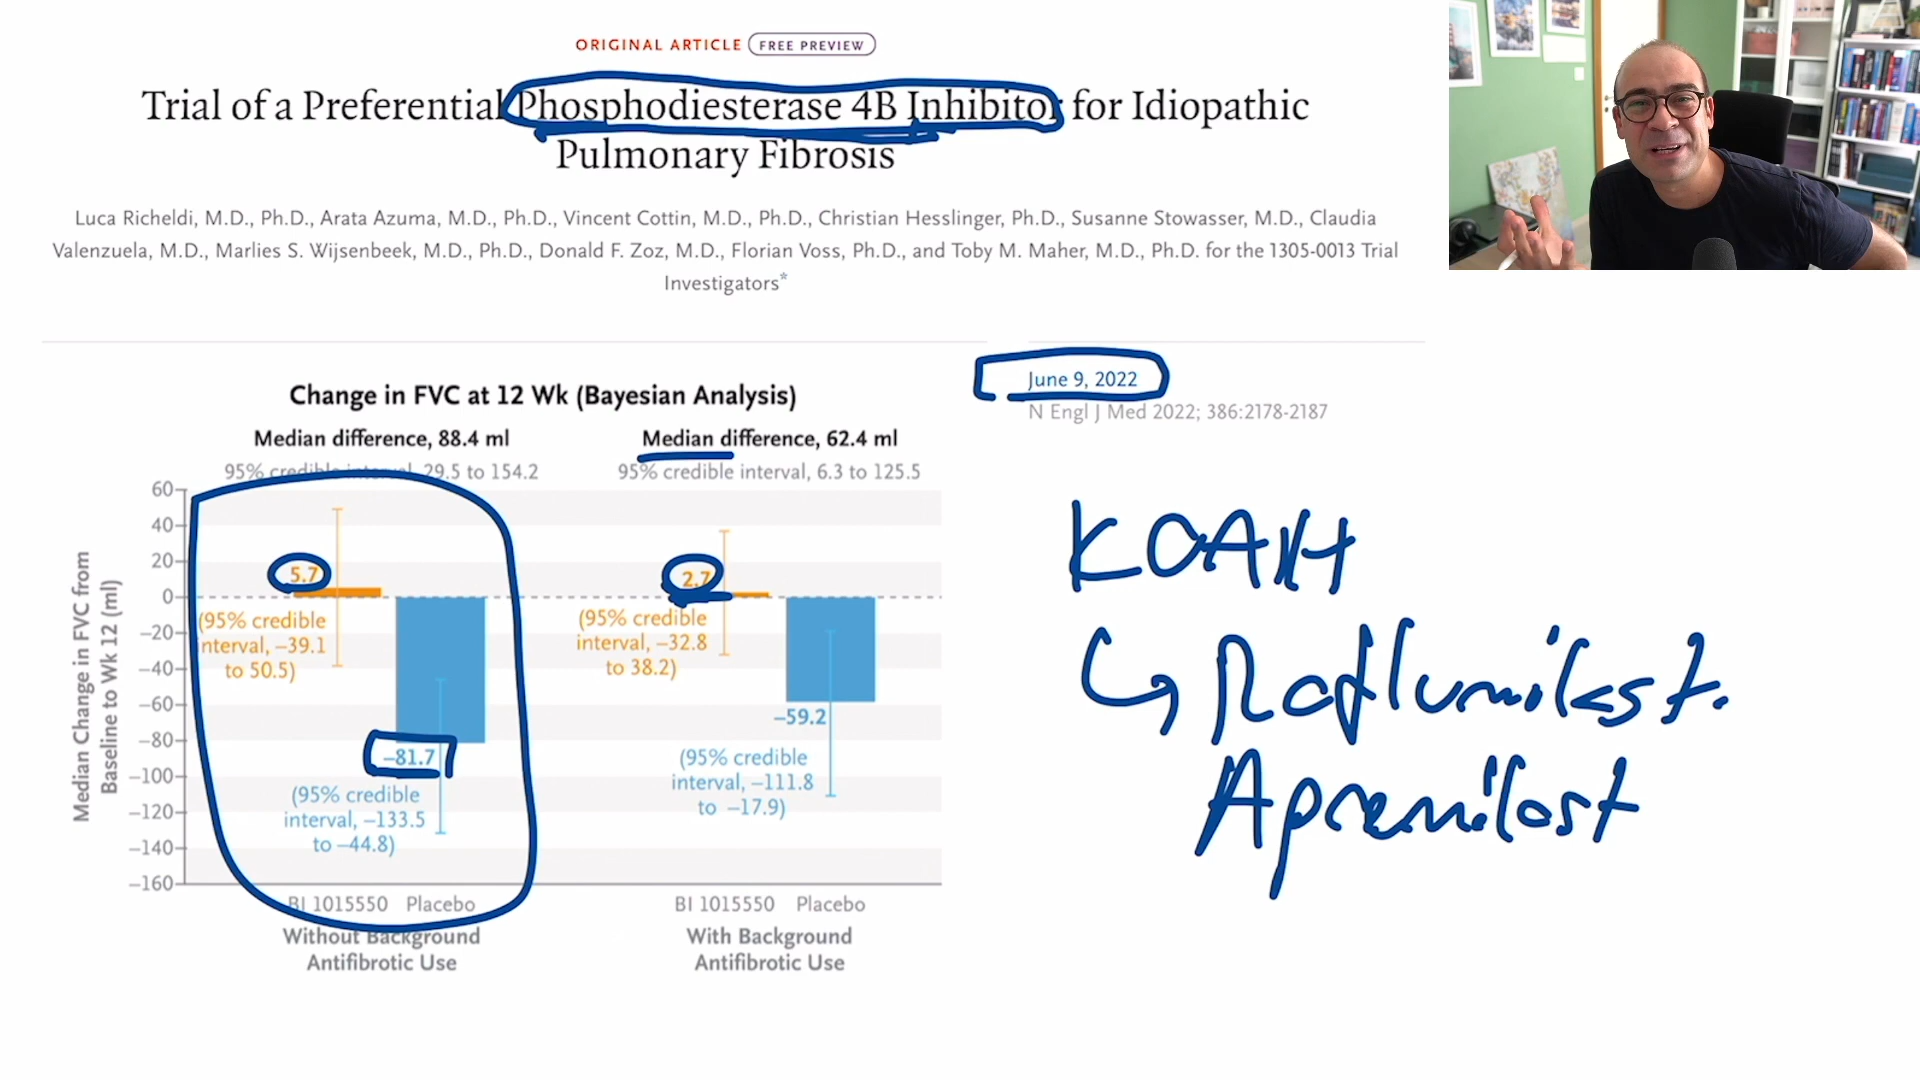 ORIGINAL ARTICLE FREE PREVIEW
Trial of a Preferential Phosphodiesterase 4B Inhibitor for Idiopathic
Pulmonary Fibrosis
Luca Richeldi, M.D., Ph.D., Arata Azuma, M.D., Ph.D., Vincent Cottin, M.D., Ph.D., Christian Hesslinger, Ph.D., Susanne Stowasser, M.D., Claudia
Valenzuela, M.D., Marlies S. Wijsenbeek, M.D., Ph.D., Donald F. Zoz, M.D., Florian Voss, Ph.D., and Toby M. Maher, M.D., Ph.D. for the 1305-0013 Trial
Investigators*
June 9, 2022
N Engl J Med 2022; 386:2178-2187
Change in FVC at 12 Wk (Bayesian Analysis)
Median difference, 88.4 ml
95% credible interval, 29.5 to 154.2
Median difference, 62.4 ml
95% credible interval, 6.3 to 125.5
Median Change in FVC from
Baseline to Wk 12 (ml)
60
40
20
0
–20
–40
–60
–80
–100
–120
–140
–160
5.7
(95% credible
interval, –39.1
to 50.5)
–81.7
(95% credible
interval, –133.5
to –44.8)
2.7
(95% credible
interval, –32.8
to 38.2)
–59.2
(95% credible
interval, –111.8
to –17.9)
BI 1015550 Placebo
Without Background
Antifibrotic Use
BI 1015550 Placebo
With Background
Antifibrotic Use
KOAH
Roflumilast.
Apremilast